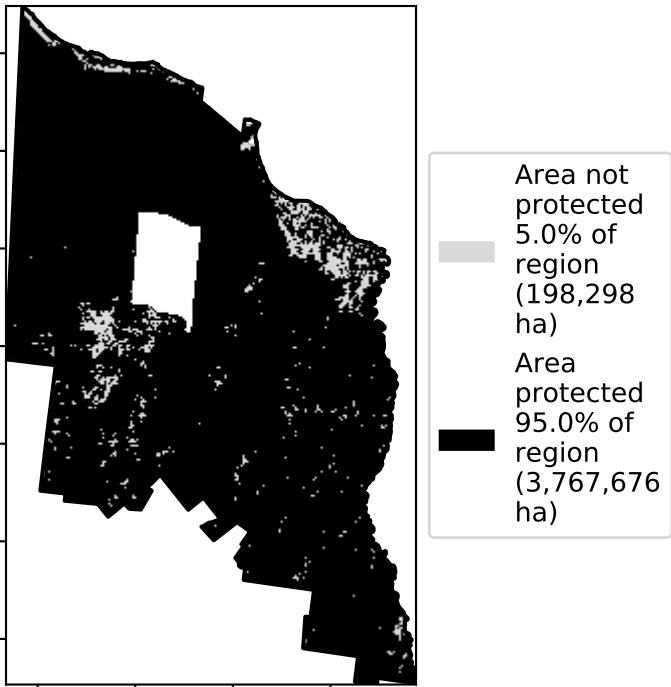 Area not
protected
5.0% of
region
(198,298
ha)
Area
protected
95.0% of
region
(3,767,676
ha)